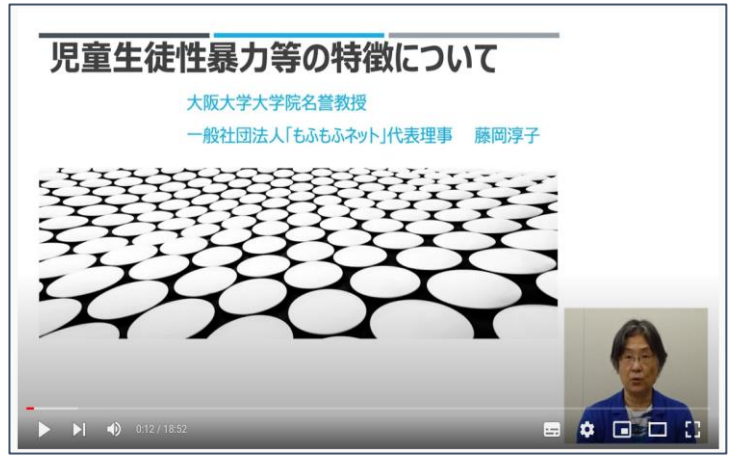 児童生徒性暴力等の特徴について
大阪大学大学院名誉教授
一般社団法人「もふもふネット」代表理事　藤岡淳子
0:12 / 18:52